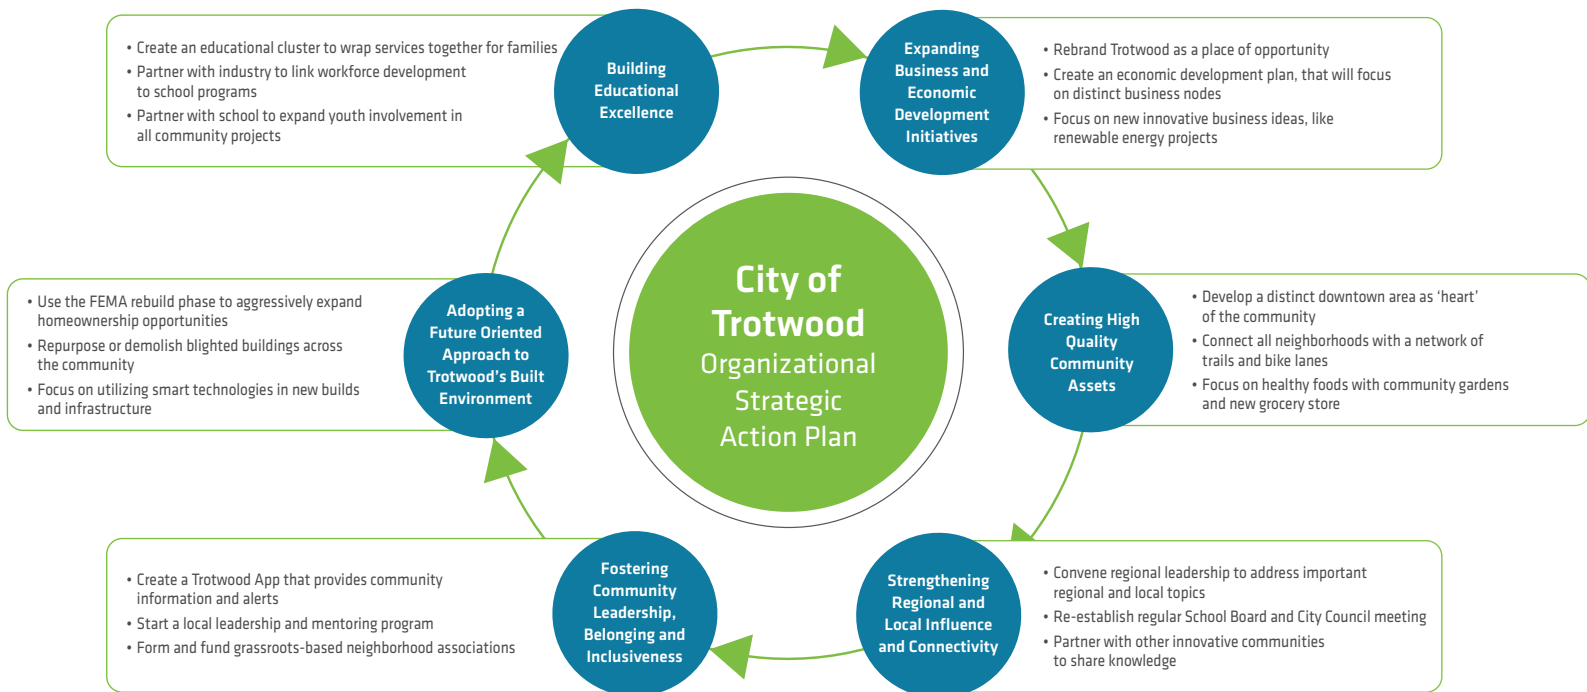 • Create an educational cluster to wrap services together for families
• Partner with industry to link workforce development
to school programs
• Partner with school to expand youth involvement in
all community projects
Building
Educational
Excellence
Expanding
Business and
Economic
Development
Initiatives
• Rebrand Trotwood as a place of opportunity
• Create an economic development plan, that will focus
on distinct business nodes
• Focus on new innovative business ideas, like
renewable energy projects
• Use the FEMA rebuild phase to aggressively expand
homeownership opportunities
• Repurpose or demolish blighted buildings across
the community
• Focus on utilizing smart technologies in new builds
and infrastructure
Adopting a
Future Oriented
Approach to
Trotwood's Built
Environment
City of
Trotwood
Organizational
Strategic
Action Plan
Creating High
Quality
Community
Assets
• Develop a distinct downtown area as ‘heart’
of the community
• Connect all neighborhoods with a network of
trails and bike lanes
• Focus on healthy foods with community gardens
and new grocery store
• Create a Trotwood App that provides community
information and alerts
• Start a local leadership and mentoring program
• Form and fund grassroots-based neighborhood associations
Fostering
Community
Leadership,
Belonging and
Inclusiveness
Strengthening
Regional and
Local Influence
and Connectivity
• Convene regional leadership to address important
regional and local topics
• Re-establish regular School Board and City Council meeting
• Partner with other innovative communities
to share knowledge